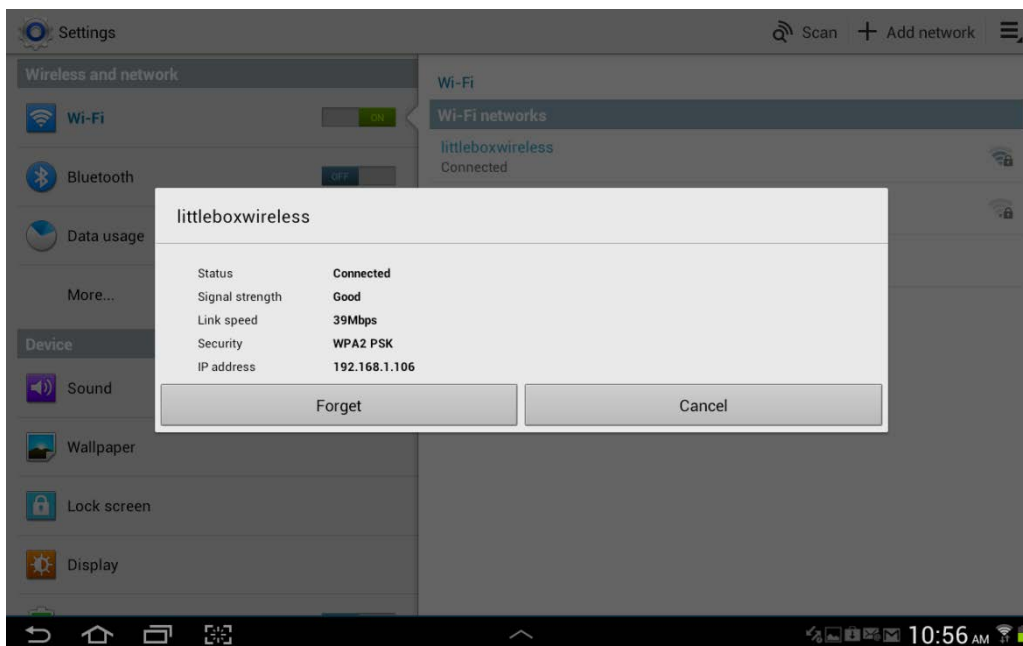 Settings
Scan
Add network
Wireless and network
Wi-Fi
Wi-Fi
ON
Wi-Fi networks
littleboxwireless
Connected
Bluetooth
OFF
Data usage
More...
littleboxwireless
Status Connected
Signal strength Good
Link speed 39Mbps
Security WPA2 PSK
IP address 192.168.1.106
Forget
Cancel
Device
Sound
Wallpaper
Lock screen
Display
10:56 AM